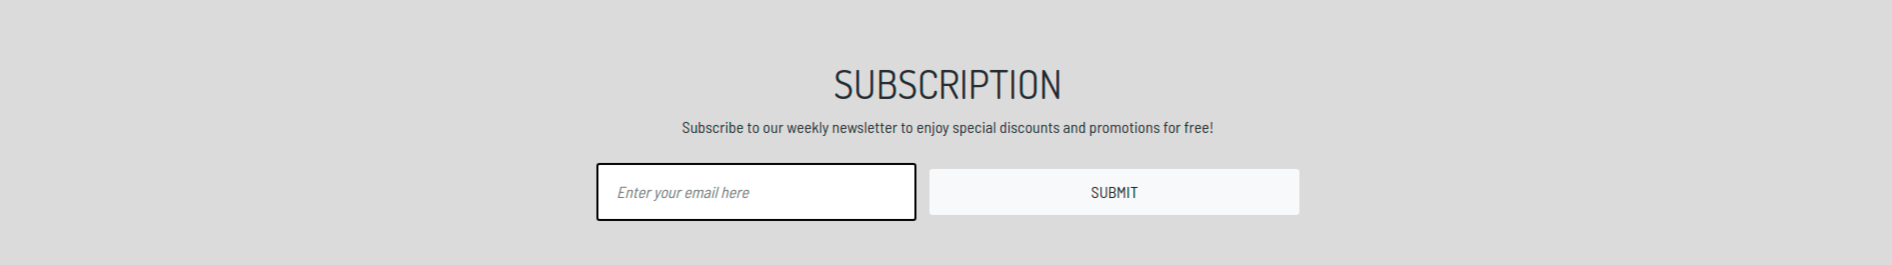 SUBSCRIPTION
Subscribe to our weekly newsletter to enjoy special discounts and promotions for free!
Enter your email here
SUBMIT